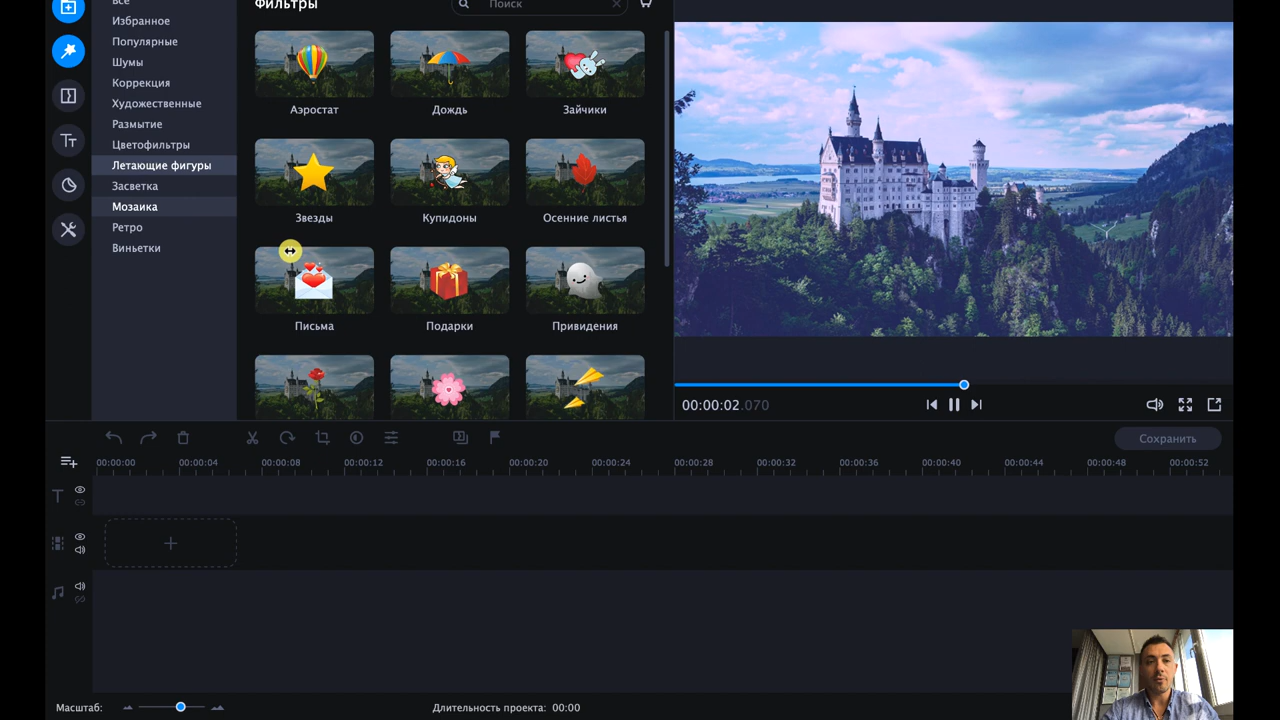 Все
Избранное
Популярные
Шумы
Коррекция
Художественные
Размытие
Цветофильтры
Летающие фигуры
Засветка
Мозаика
Ретро
Виньетки
Фильтры
Поиск
Аэростат
Дождь
Зайчики
Звезды
Купидоны
Осенние листья
Письма
Подарки
Привидения
00:00:02.070
Сохранить
00:00:00 00:00:04 00:00:08 00:00:12 00:00:16 00:00:20 00:00:24 00:00:28 00:00:32 00:00:36 00:00:40 00:00:44 00:00:48 00:00:52
Масштаб:
Длительность проекта: 00:00